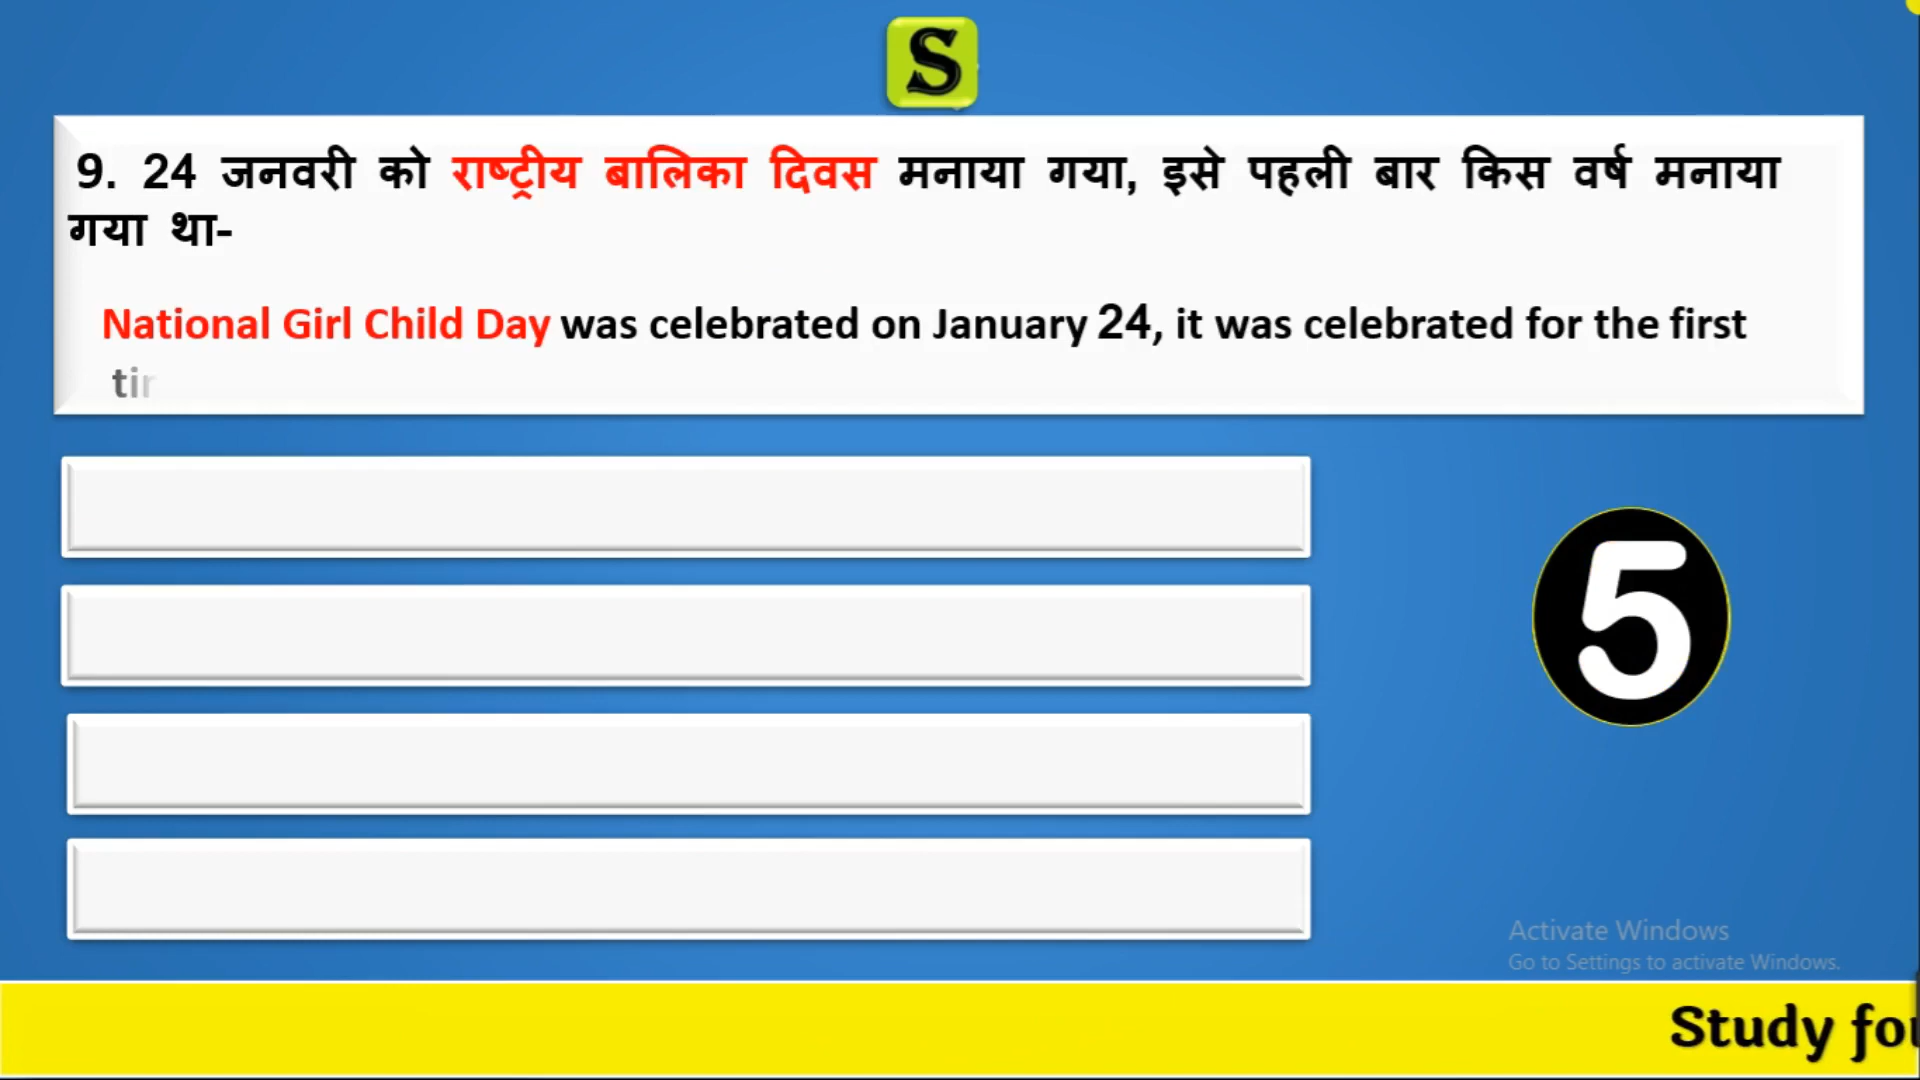 S
9. 24 जनवरी को राष्ट्रीय बालिका दिवस मनाया गया, इसे पहली बार किस वर्ष मनाया
गया था-
National Girl Child Day was celebrated on January 24, it was celebrated for the first
5
Activate Windows
Go to Settings to activate Windows.
Study